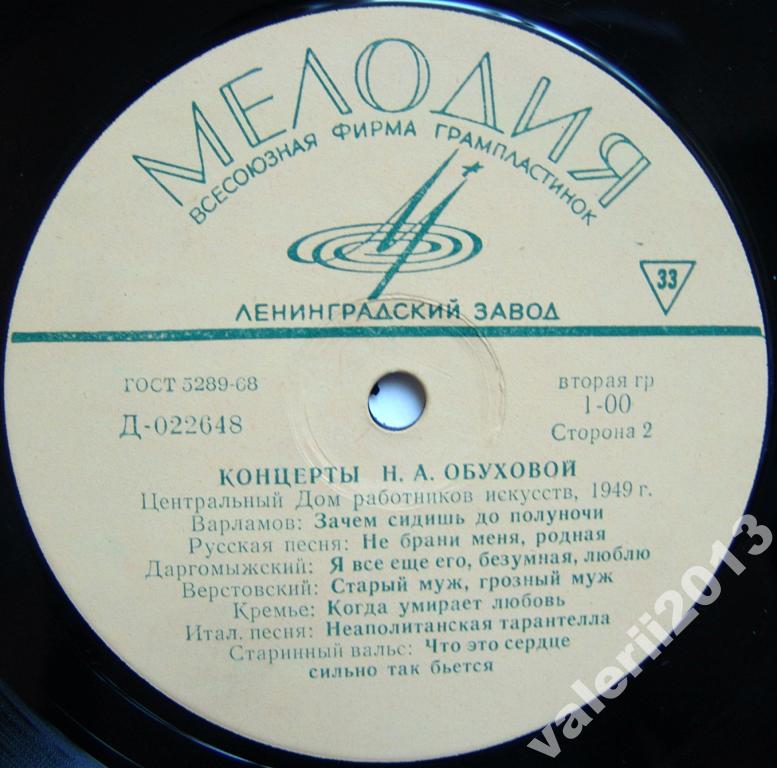 МЕЛОДИЯ
ВСЕСОЮЗНАЯ ФИРМА ГРАМПЛАСТИНОК
33
ЛЕНИНГРАДСКИЙ ЗАВОД
ГОСТ 5289-68
вторая гр
Д-022648
1-00
Сторона 2
КОНЦЕРТЫ Н. А. ОБУХОВОЙ
Центральный Дом работников искусств, 1949 г.
Варламов: Зачем сидишь до полуночи
Русская песня: Не брани меня, родная
Даргомыжский: Я все еще его, безумная, люблю
Верстовский: Старый муж, грозный муж
Кремье: Когда умирает любовь
Итал. песня: Неаполитанская тарантелла
Старинный вальс: Что это сердце
сильно так бьется
valerii2013